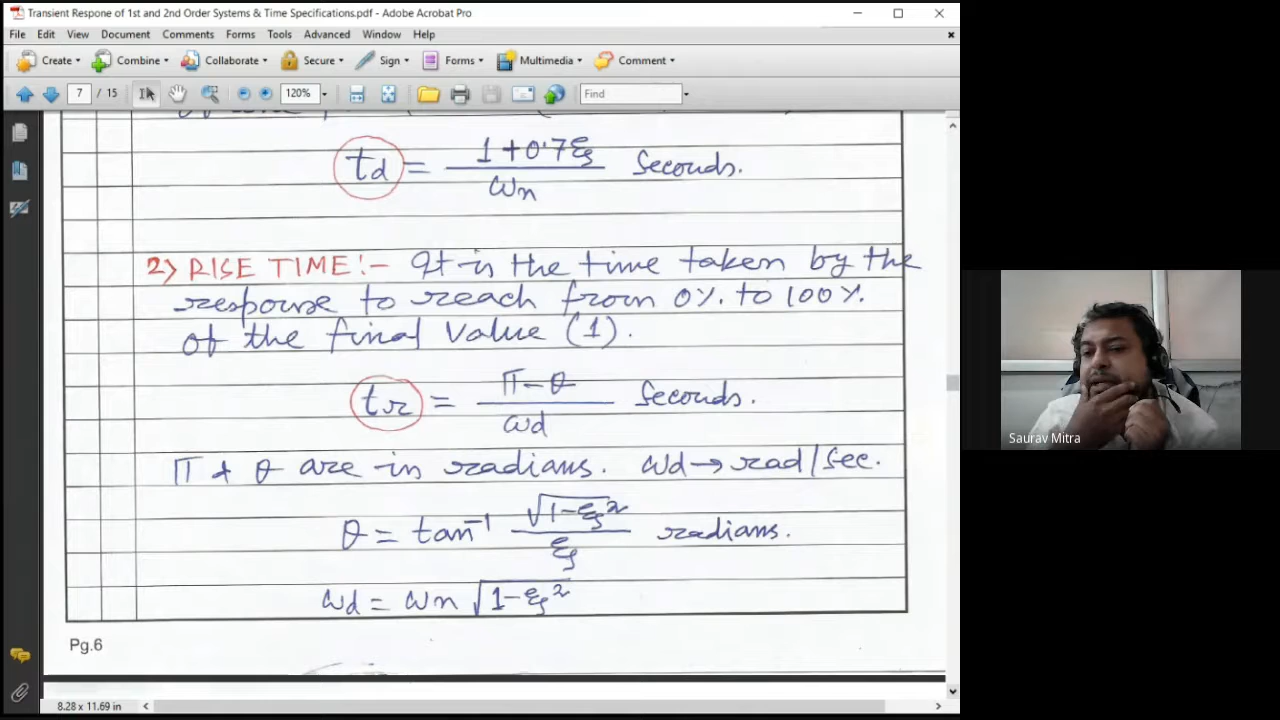 Transient Respone of 1st and 2nd Order Systems & Time Specifications.pdf - Adobe Acrobat Pro
File Edit View Document Comments Forms Tools Advanced Window Help
Create Combine Collaborate Secure Sign Forms Multimedia Comment
7 / 15 120% Find
td = 1+0.7ξ / ωn Seconds.
2) RISE TIME:- It is the time taken by the
response to reach from 0% to 100%
of the final value (1).
tr = π-θ / ωd Seconds.
π & θ are in radians. ωd → rad/sec.
θ = tan⁻¹ √1-ξ² / ξ radians.
ωd = ωn √1-ξ²
Pg.6
8.28 x 11.69 in
Saurav Mitra